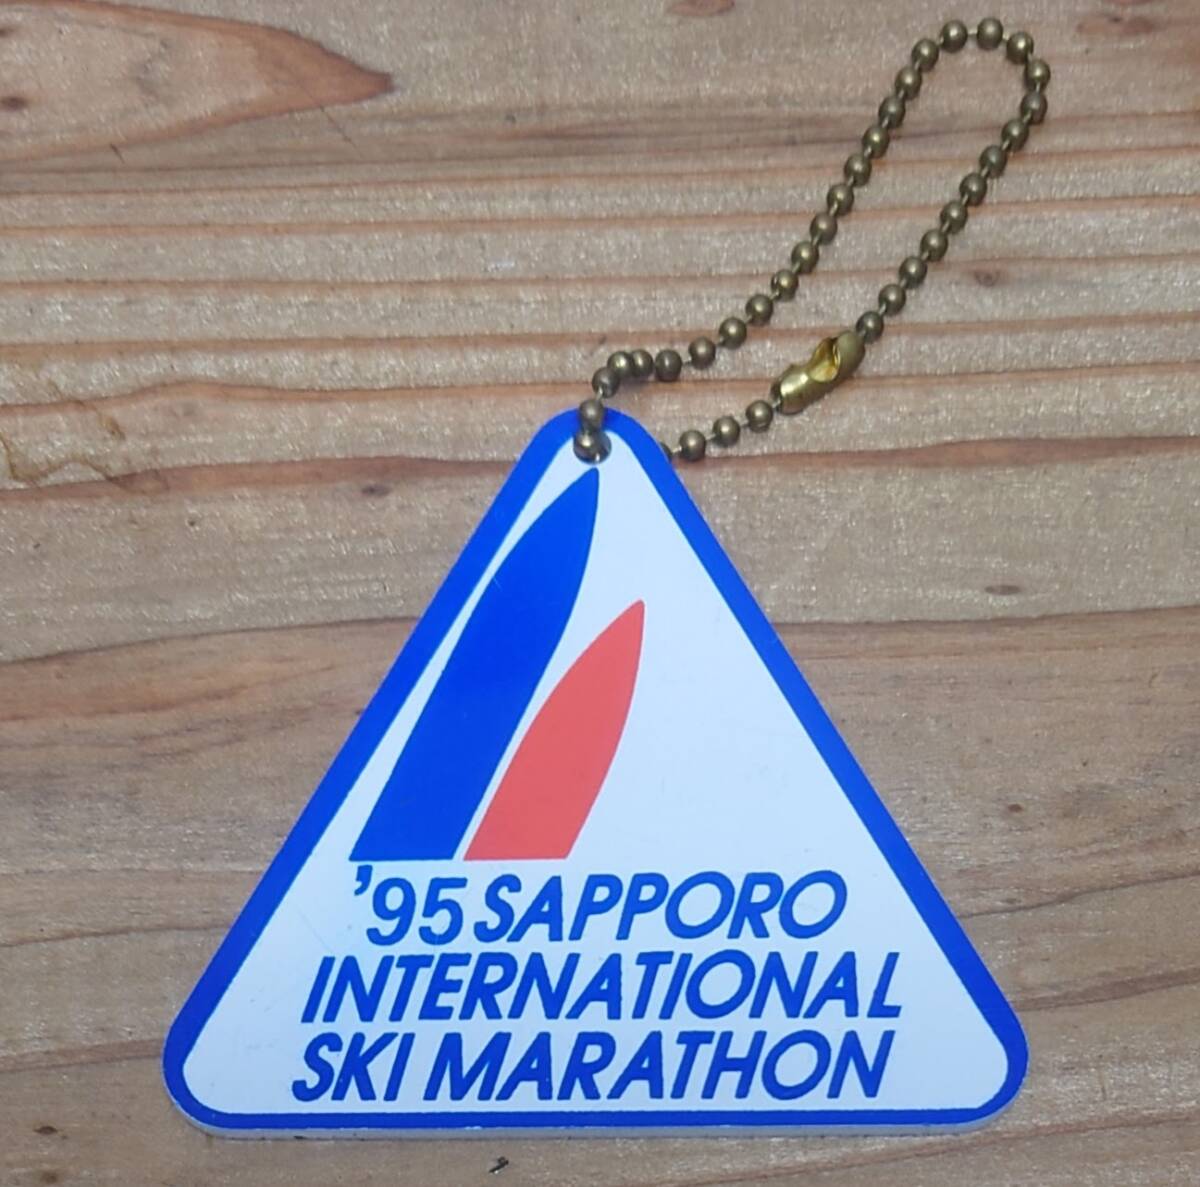 '95 SAPPORO
INTERNATIONAL
SKI MARATHON